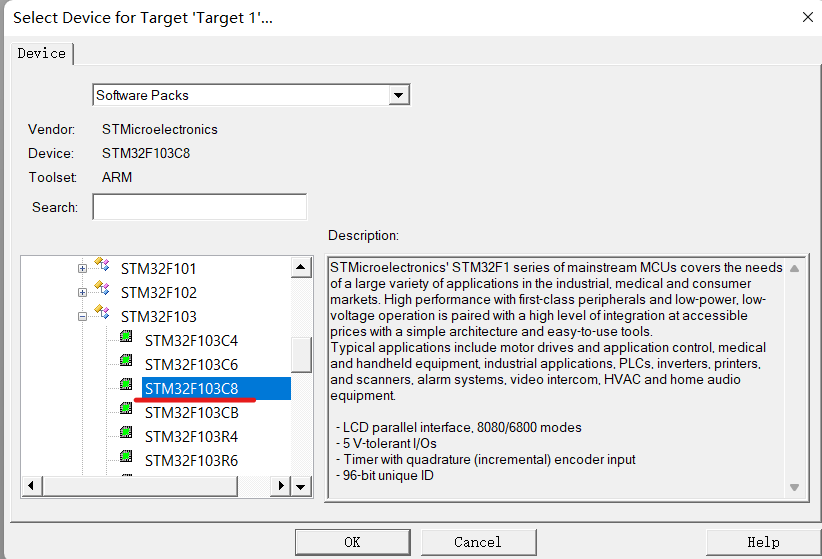 Select Device for Target 'Target 1'...
Device
Software Packs
Vendor: STMicroelectronics
Device: STM32F103C8
Toolset: ARM
Search:
Description:
STM32F101
STM32F102
STM32F103
STM32F103C4
STM32F103C6
STM32F103C8
STM32F103CB
STM32F103R4
STM32F103R6
STMicroelectronics' STM32F1 series of mainstream MCUs covers the needs
of a large variety of applications in the industrial, medical and consumer
markets. High performance with first-class peripherals and low-power, low-
voltage operation is paired with a high level of integration at accessible
prices with a simple architecture and easy-to-use tools.
Typical applications include motor drives and application control, medical
and handheld equipment, industrial applications, PLCs, inverters, printers,
and scanners, alarm systems, video intercom, HVAC and home audio
equipment.
- LCD parallel interface, 8080/6800 modes
- 5 V-tolerant I/Os
- Timer with quadrature (incremental) encoder input
- 96-bit unique ID
OK
Cancel
Help